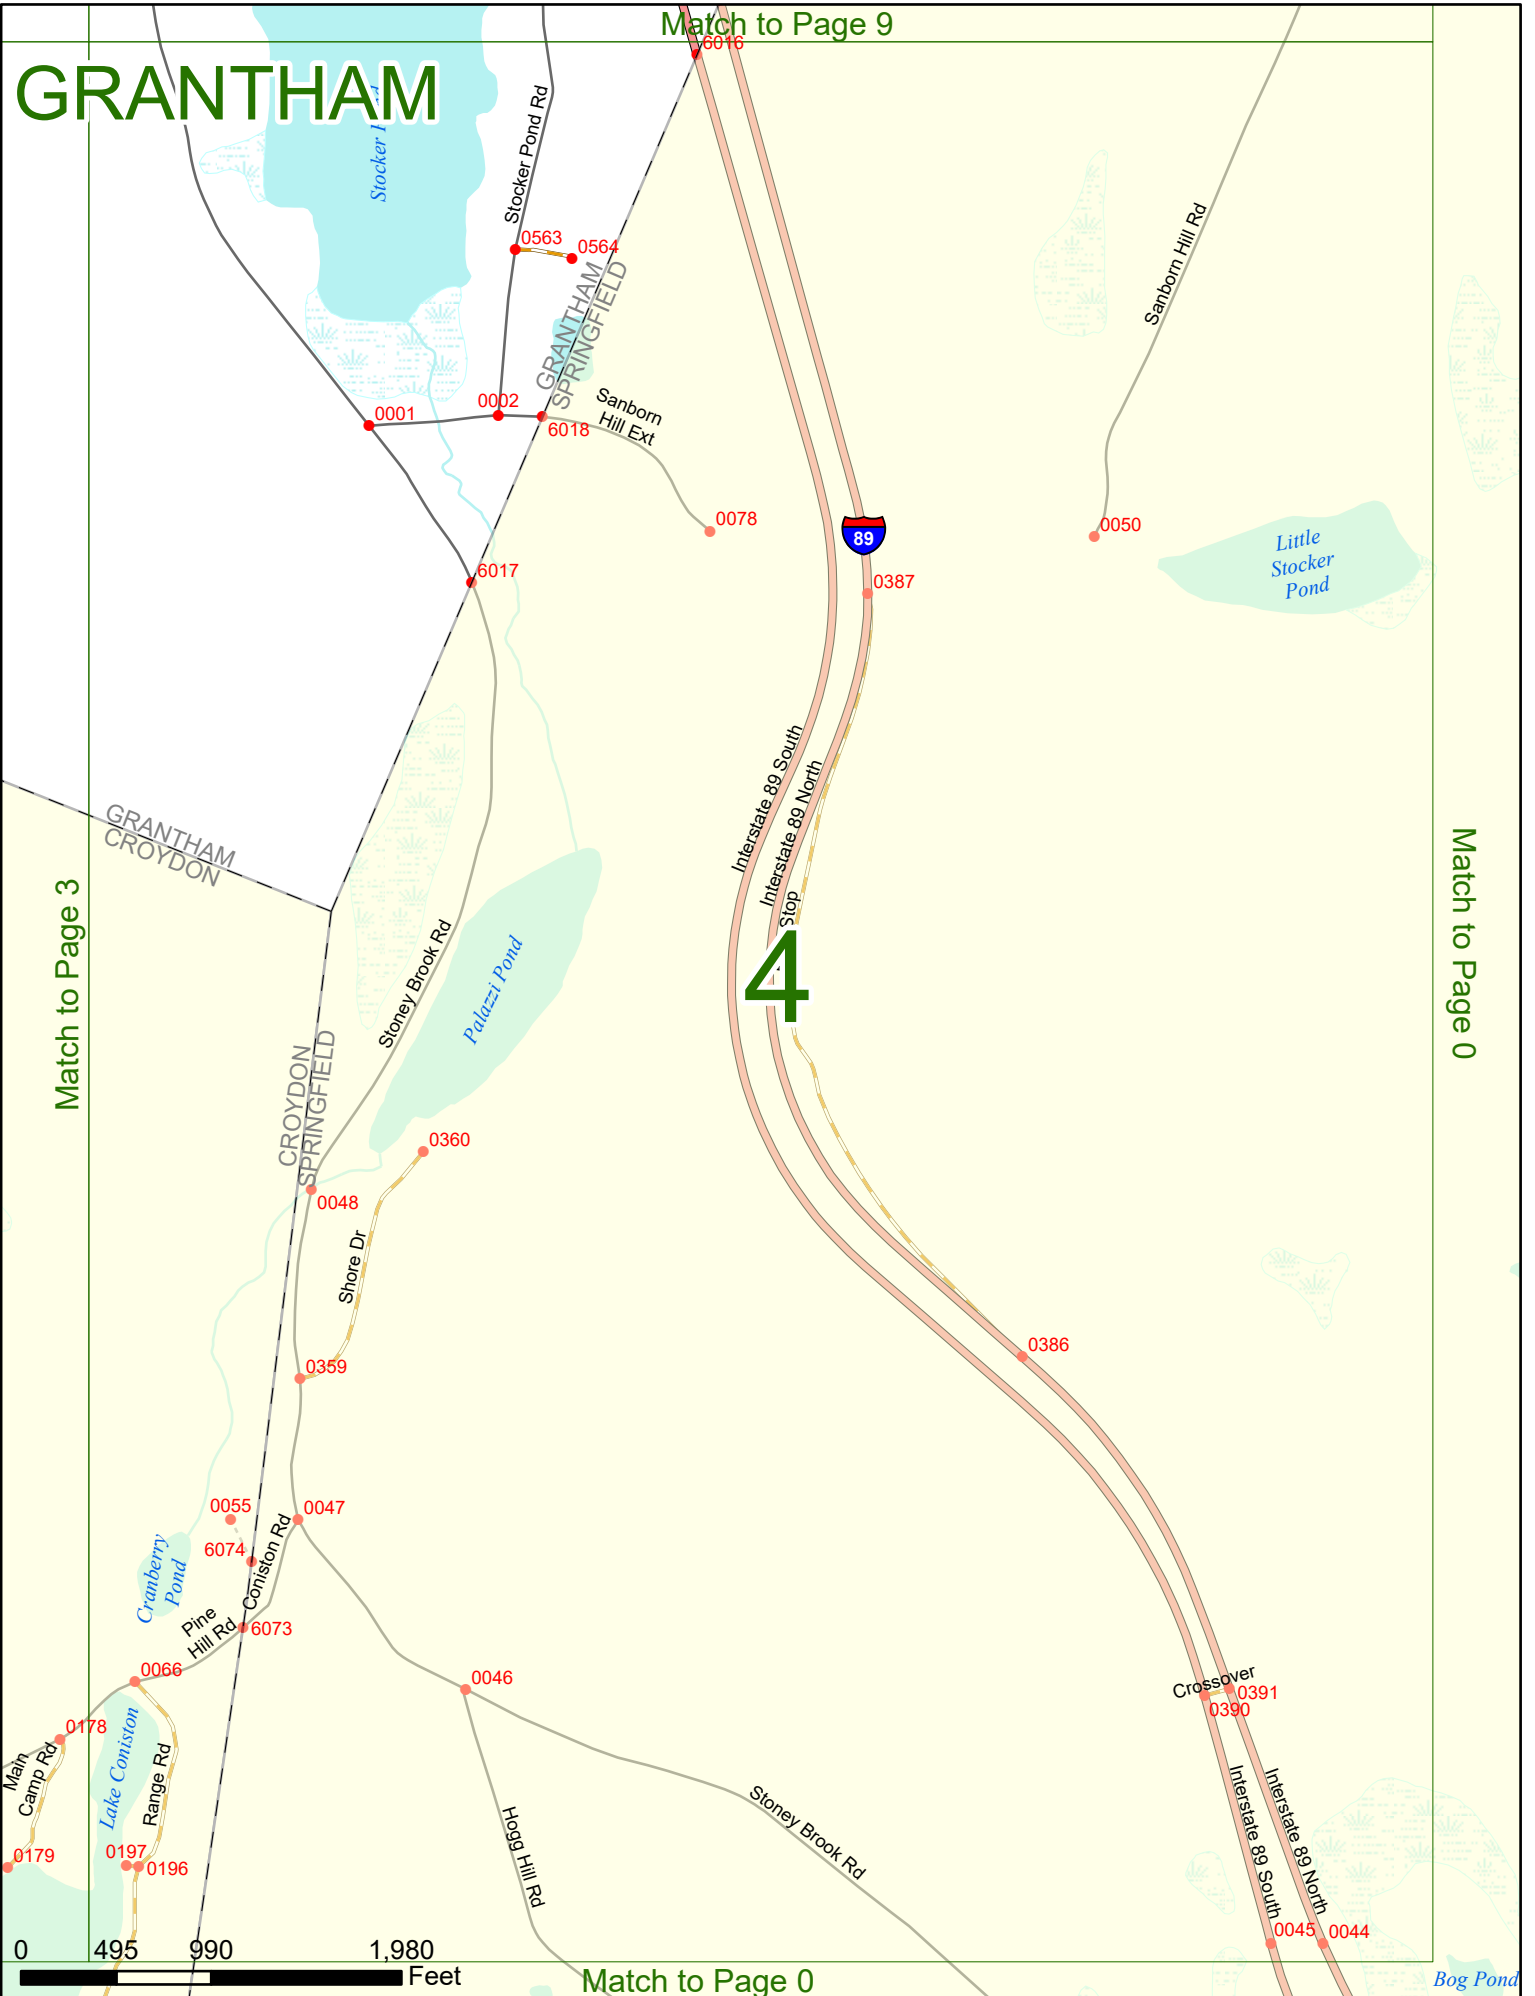 Match to Page 9
GRANTHAM
6016
Stocker
Stocker Pond Rd
Sanborn Hill Rd
0563
0564
GRANTHAM
SPRINGFIELD
0001
0002
6018
Sanborn
Hill Ext
0078
89
0050
Little
Stocker
Pond
6017
0387
Interstate 89 South
Interstate 89 North
Stop
GRANTHAM
CROYDON
Match to Page 3
Match to Page 0
4
Stoney Brook Rd
Palazzi Pond
CROYDON
SPRINGFIELD
0360
0048
Shore Dr
0359
0386
0055
0047
6074
Coniston Rd
Cranberry
Pond
Pine
Hill Rd
6073
0066
0046
Crossover
0391
0390
0178
Main
Camp Rd
Lake Coniston
Range Rd
Hogg Hill Rd
Stoney Brook Rd
Interstate 89 South
Interstate 89 North
0179
0197
0196
0045
0044
0 495 990 1,980
Feet
Match to Page 0
Bog Pond